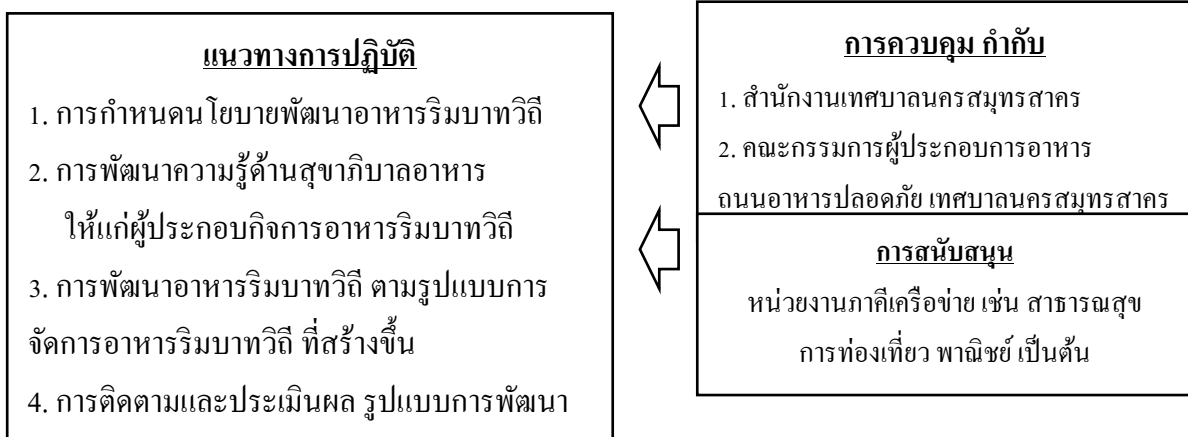 แนวทางการปฏิบัติ
1. การกำหนดนโยบายพัฒนาอาหารริมบาทวิถี
2. การพัฒนาความรู้ด้านสุขาภิบาลอาหาร
ให้แก่ผู้ประกอบกิจการอาหารริมบาทวิถี
3. การพัฒนาอาหารริมบาทวิถี ตามรูปแบบการ
จัดการอาหารริมบาทวิถี ที่สร้างขึ้น
4. การติดตามและประเมินผล รูปแบบการพัฒนา
การควบคุม กำกับ
1. สำนักงานเทศบาลนครสมุทรสาคร
2. คณะกรรมการผู้ประกอบการอาหาร
ถนนอาหารปลอดภัย เทศบาลนครสมุทรสาคร
การสนับสนุน
หน่วยงานภาคีเครือข่าย เช่น สาธารณสุข
การท่องเที่ยว พาณิชย์ เป็นต้น